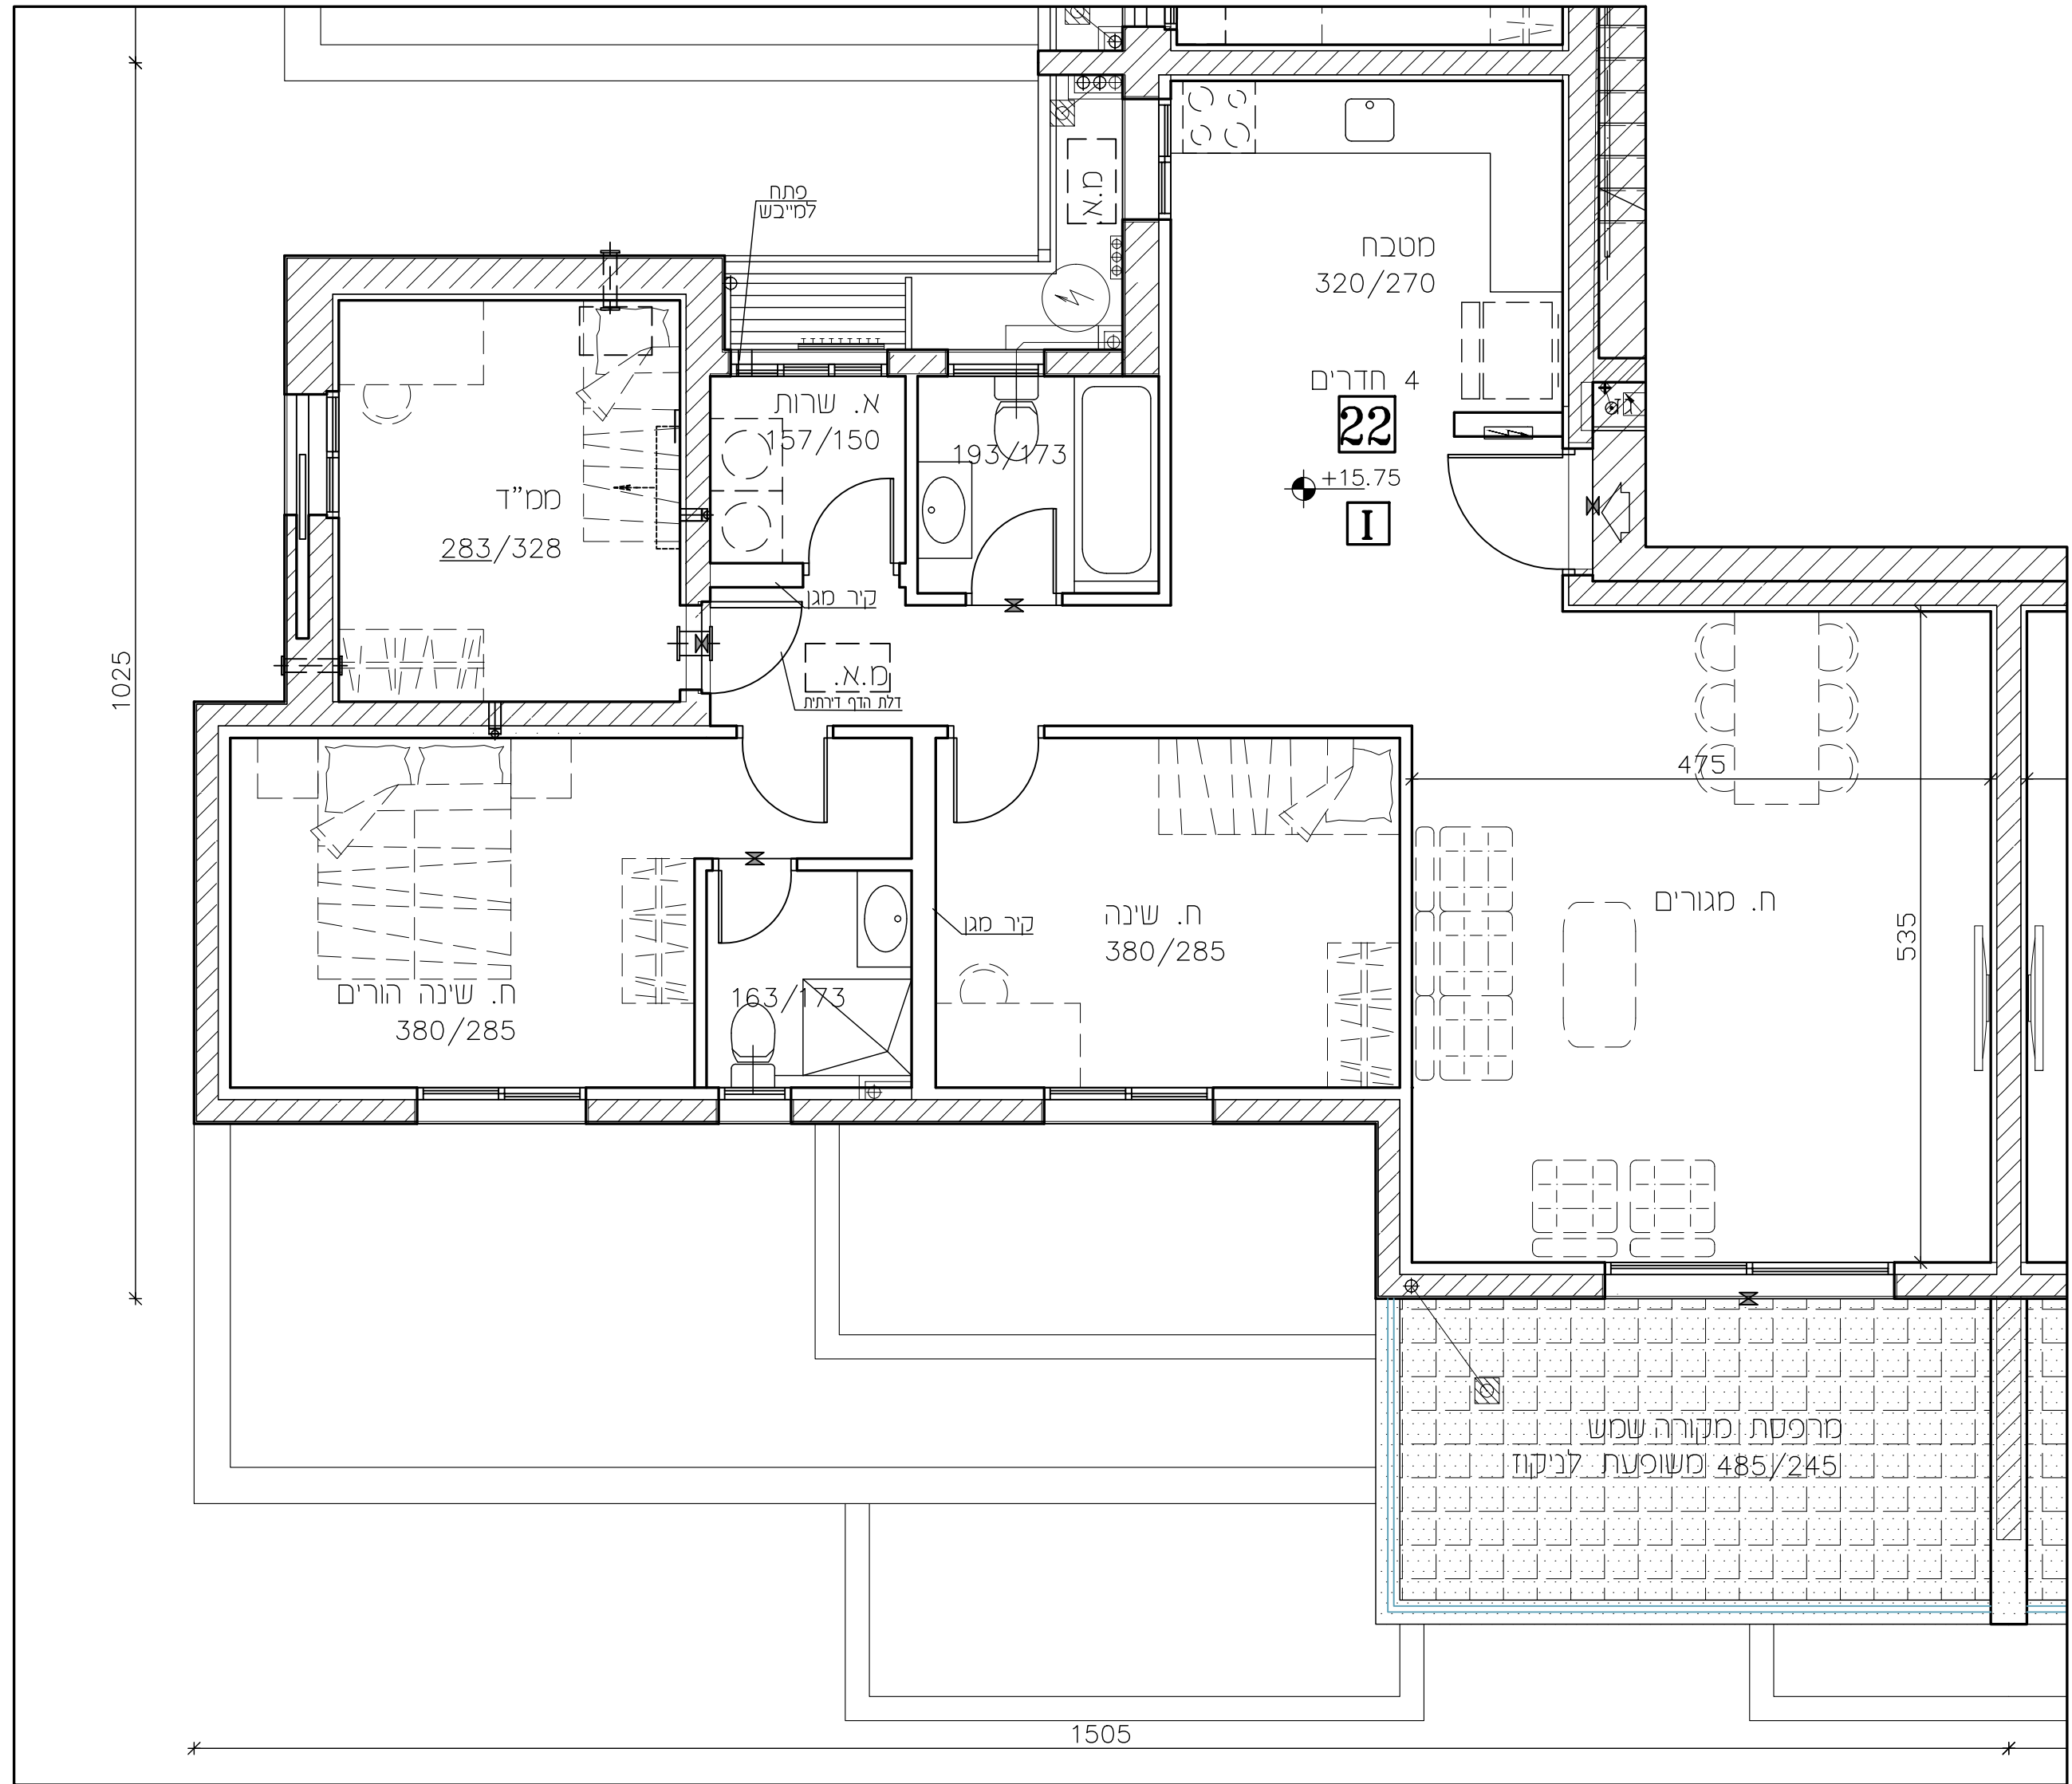 פתח
למייבש
מ.א.
מטבח
320/270
4 חדרים
22
+15.75
I
א. שרות
157/150
193/173
ממ"ד
283/328
קיר מגן
מ.א.
דלת הדף דירתית
1025
475
535
ח. מגורים
ח. שינה
380/285
קיר מגן
163/173
ח. שינה הורים
380/285
מרפסת מקורה שמש
485/245 משופעת לניקוז
1505